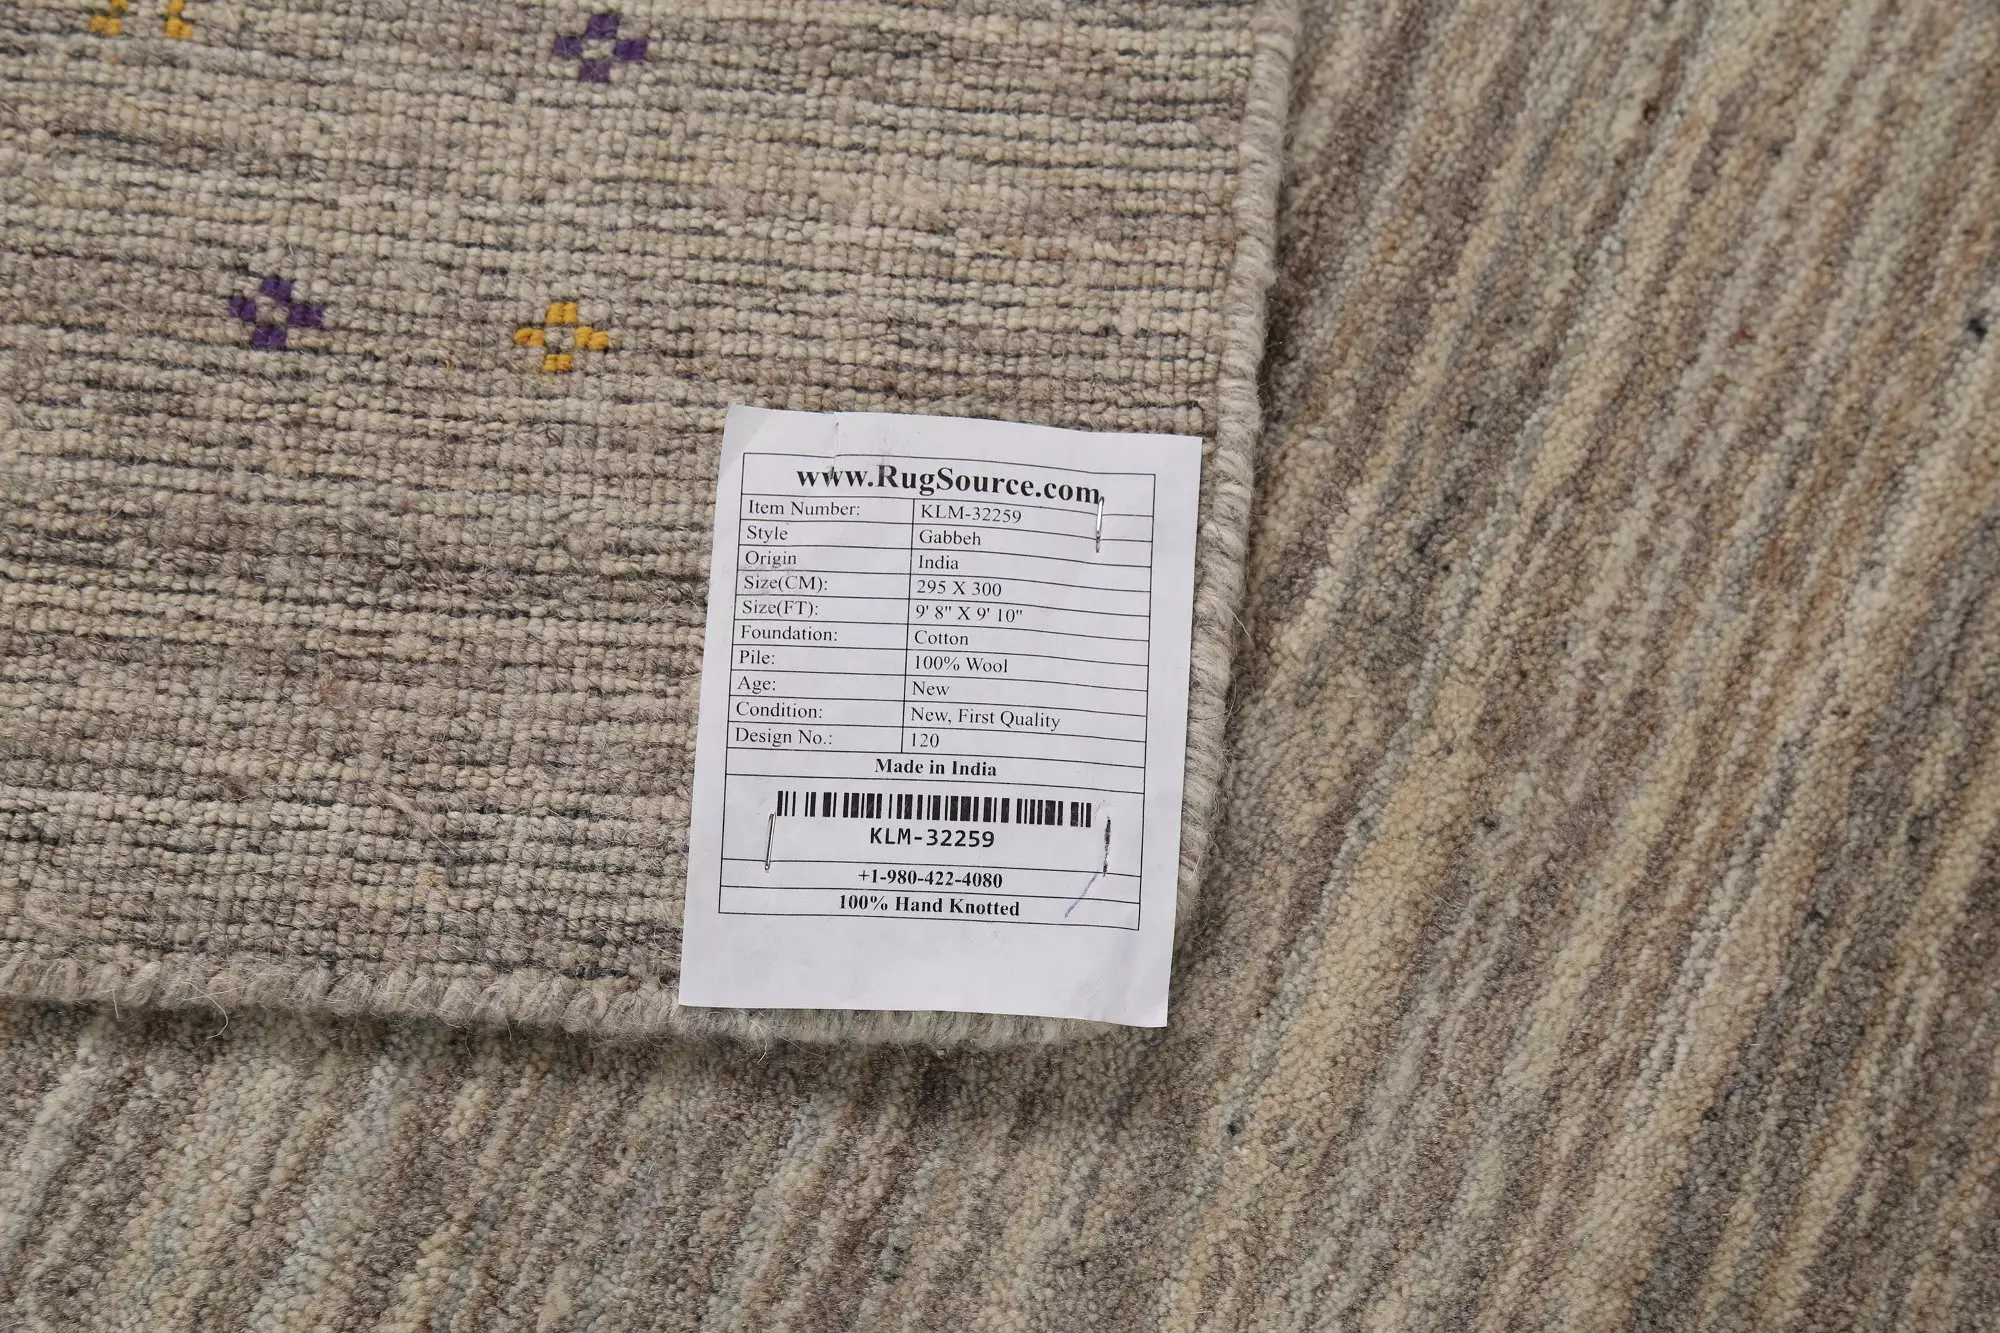 www.RugSource.com
Item Number: KLM-32259
Style Gabbeh
Origin India
Size(CM): 295 X 300
Size(FT): 9' 8" X 9' 10"
Foundation: Cotton
Pile: 100% Wool
Age: New
Condition: New, First Quality
Design No.: 120
Made in India
KLM-32259
+1-980-422-4080
100% Hand Knotted